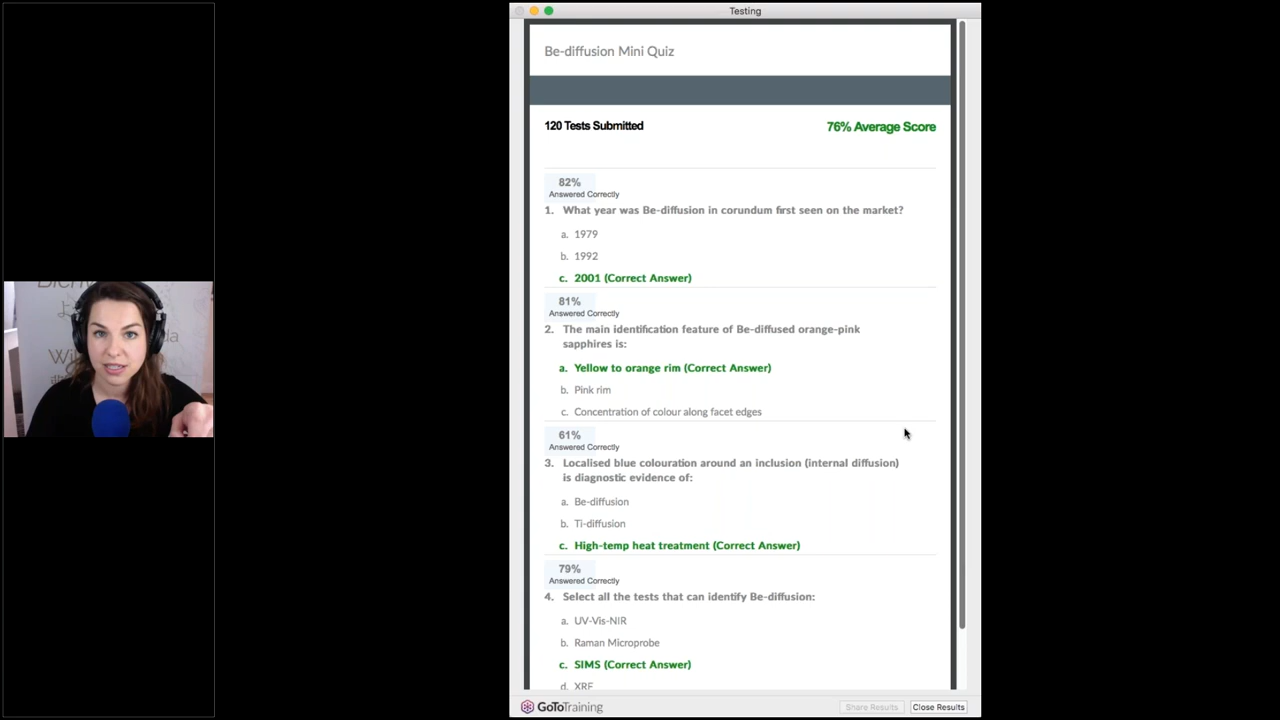 Testing
Be-diffusion Mini Quiz
120 Tests Submitted
76% Average Score
82%
Answered Correctly
1. What year was Be-diffusion in corundum first seen on the market?
a. 1979
b. 1992
c. 2001 (Correct Answer)
81%
Answered Correctly
2. The main identification feature of Be-diffused orange-pink
sapphires is:
a. Yellow to orange rim (Correct Answer)
b. Pink rim
c. Concentration of colour along facet edges
61%
Answered Correctly
3. Localised blue colouration around an inclusion (internal diffusion)
is diagnostic evidence of:
a. Be-diffusion
b. Ti-diffusion
c. High-temp heat treatment (Correct Answer)
79%
Answered Correctly
4. Select all the tests that can identify Be-diffusion:
a. UV-Vis-NIR
b. Raman Microprobe
c. SIMS (Correct Answer)
d. XRF
GoToTraining
Share Results
Close Results